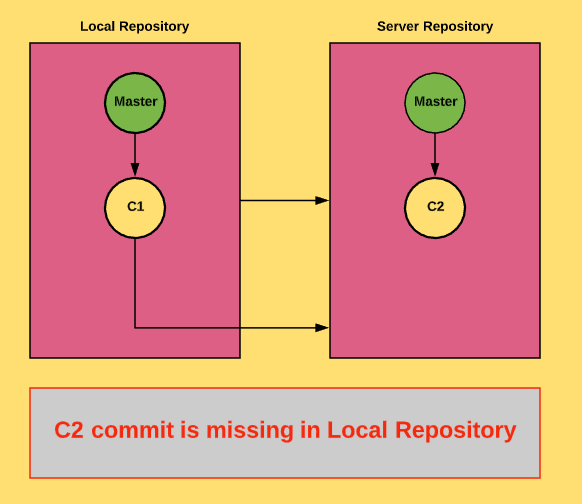 Local Repository
Server Repository
Master
Master
C1
C2
C2 commit is missing in Local Repository